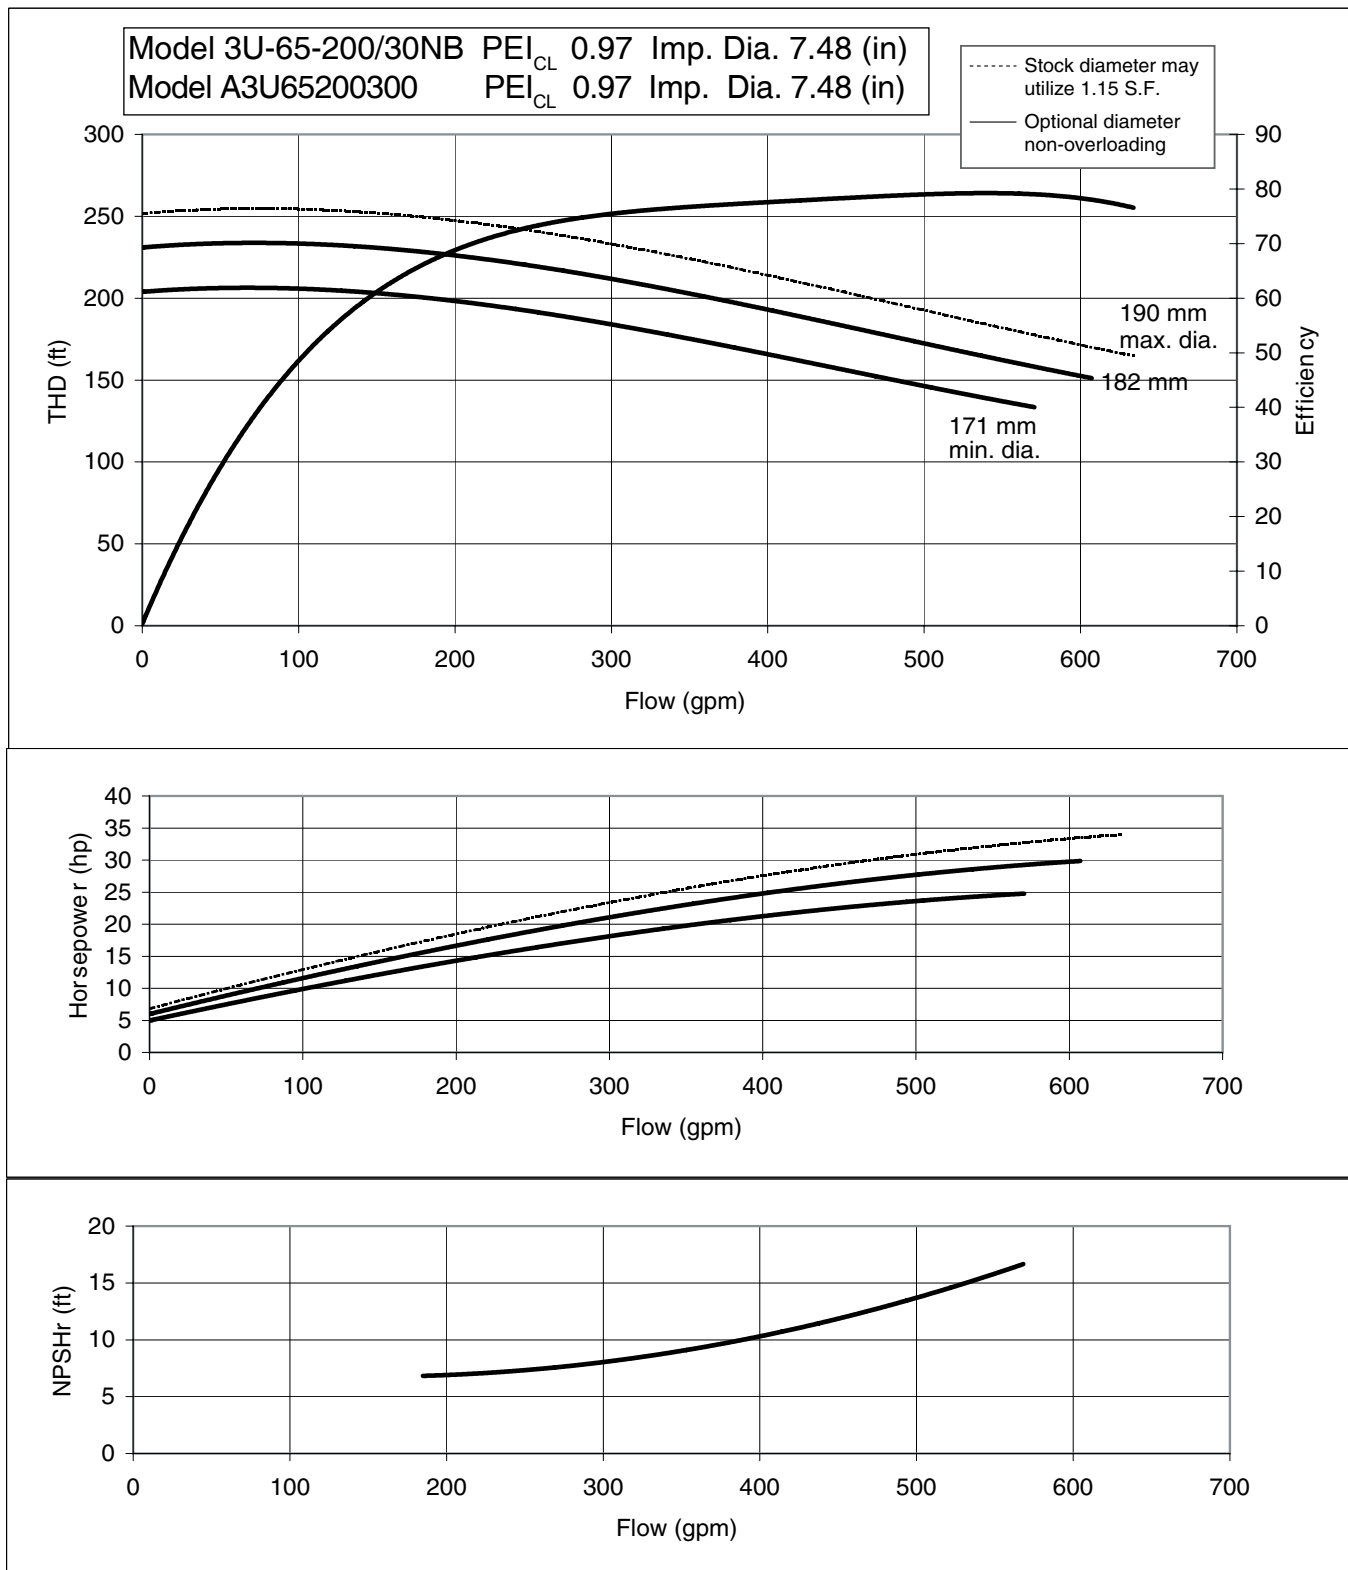 Model 3U-65-200/30NB PEICL 0.97 Imp. Dia. 7.48 (in)
Model A3U65200300 PEICL 0.97 Imp. Dia. 7.48 (in)
Stock diameter may
utilize 1.15 S.F.
Optional diameter
non-overloading
300
250
200
150
100
50
0
THD (ft)
90
80
70
60
50
40
30
20
10
0
Efficiency
190 mm
max. dia.
182 mm
171 mm
min. dia.
0 100 200 300 400 500 600 700
Flow (gpm)
40
35
30
25
20
15
10
5
0
Horsepower (hp)
0 100 200 300 400 500 600 700
Flow (gpm)
20
15
10
5
0
NPSHr (ft)
0 100 200 300 400 500 600 700
Flow (gpm)